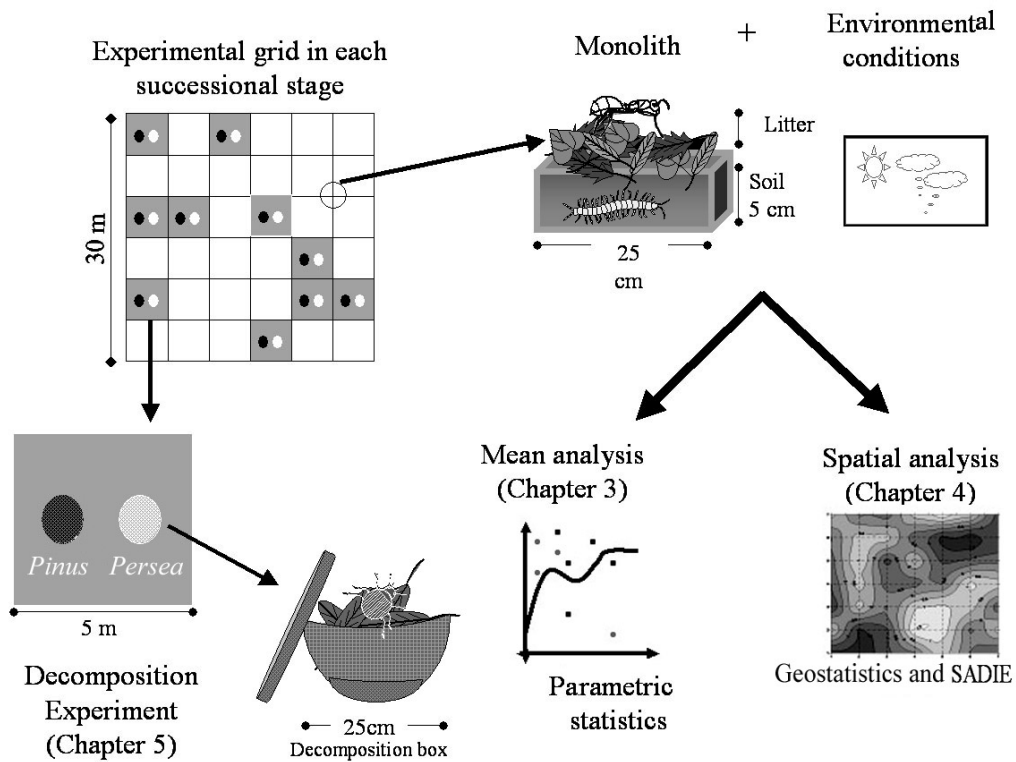 Experimental grid in each
successional stage
30 m
Monolith
+
Environmental
conditions
Litter
Soil
5 cm
25
cm
Pinus Persea
5 m
Decomposition
Experiment
(Chapter 5)
25cm
Decomposition box
Mean analysis
(Chapter 3)
Parametric
statistics
Spatial analysis
(Chapter 4)
Geostatistics and SADIE